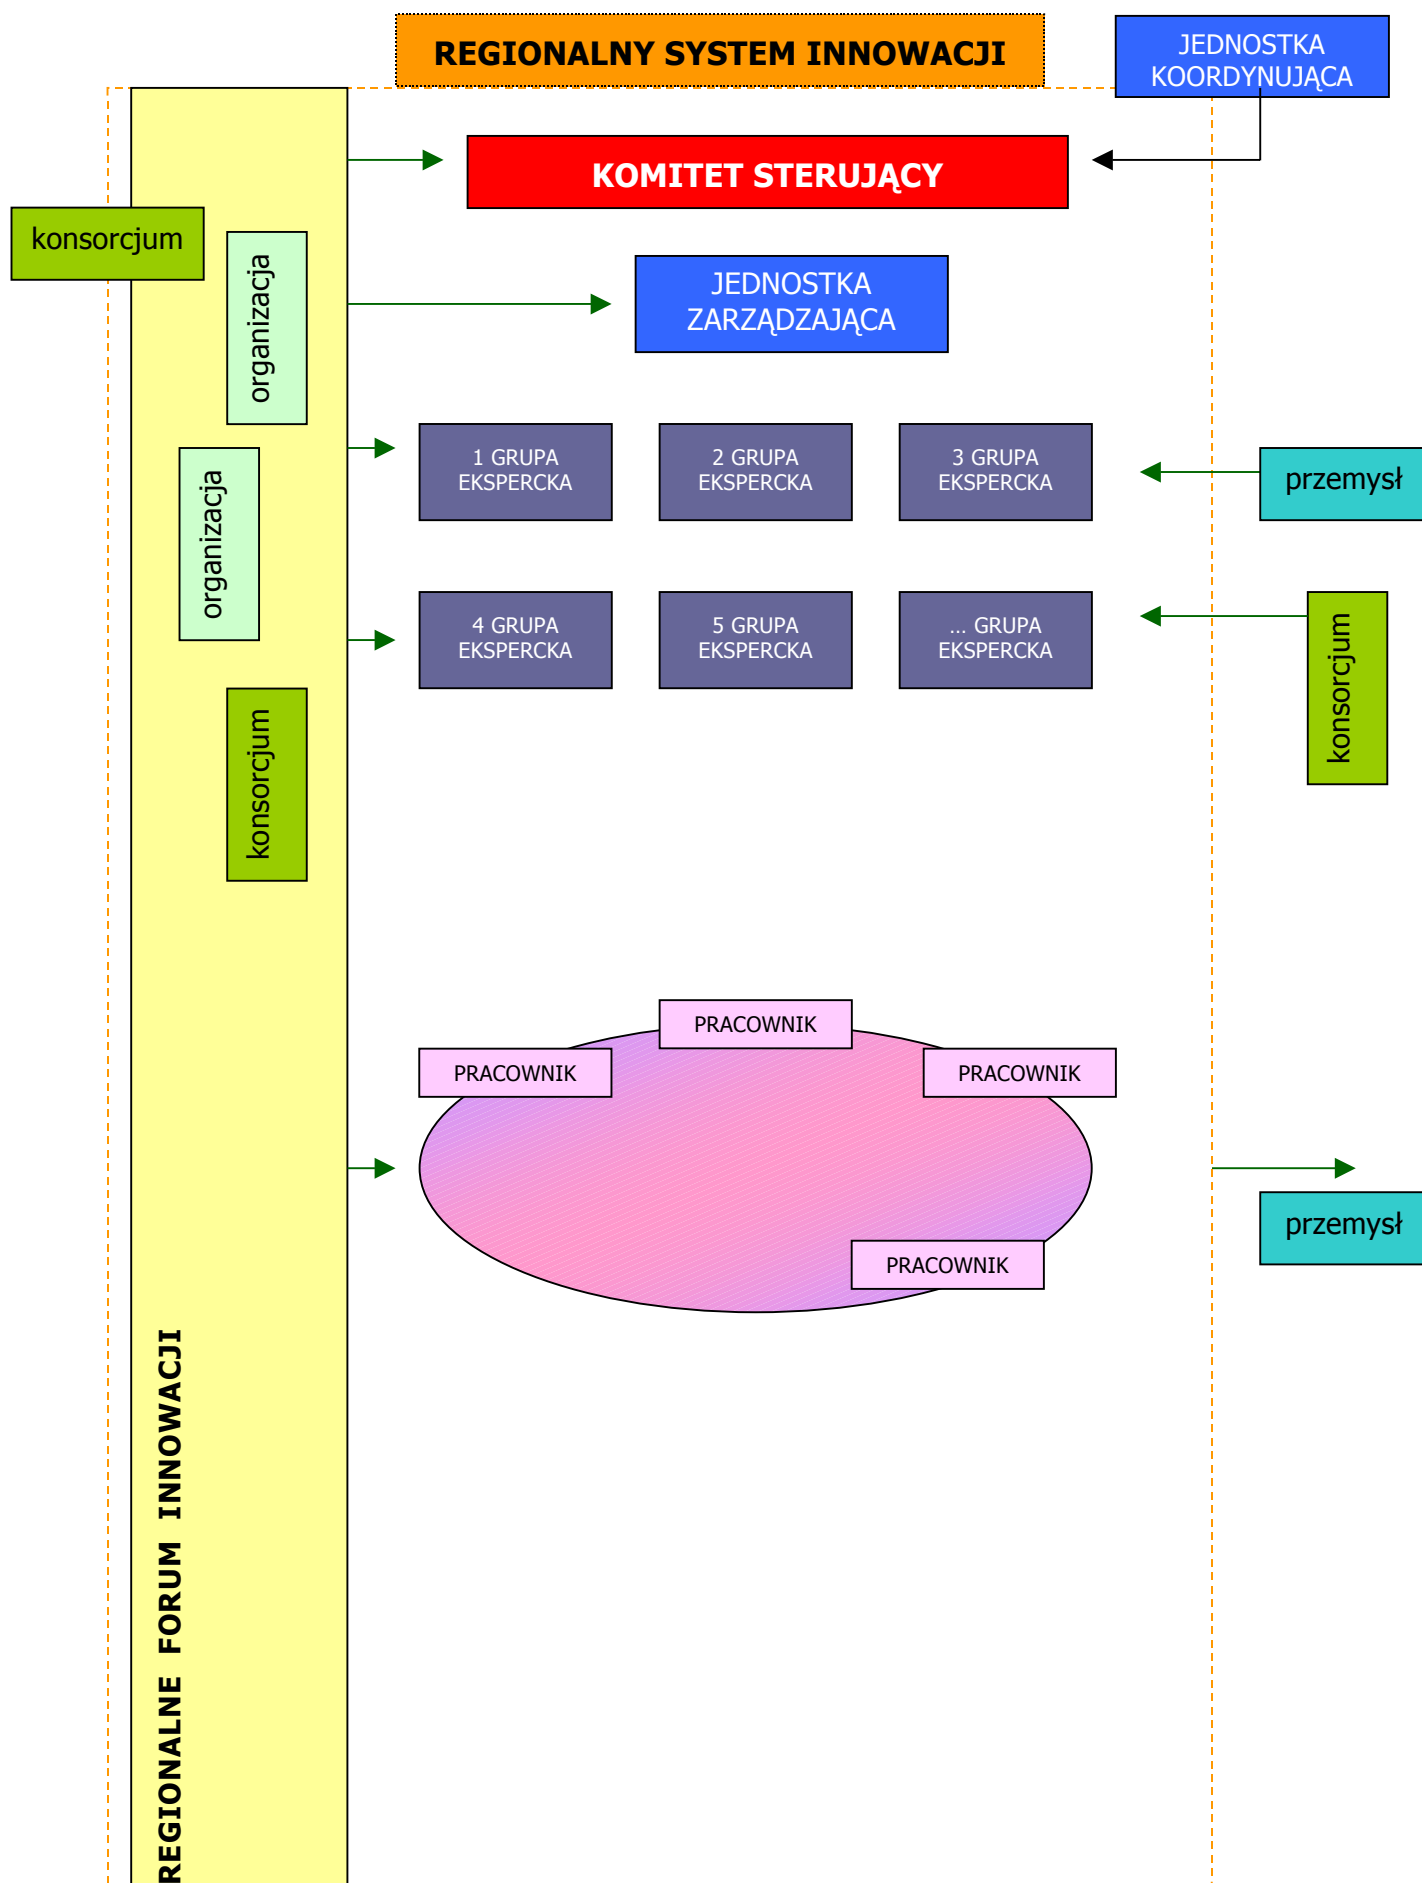 REGIONALNY SYSTEM INNOWACJI
JEDNOSTKA
KOORDYNUJĄCA
KOMITET STERUJĄCY
konsorcjum
organizacja
JEDNOSTKA
ZARZĄDZAJĄCA
organizacja
1 GRUPA
EKSPERCKA
2 GRUPA
EKSPERCKA
3 GRUPA
EKSPERCKA
przemysł
4 GRUPA
EKSPERCKA
5 GRUPA
EKSPERCKA
... GRUPA
EKSPERCKA
konsorcjum
konsorcjum
PRACOWNIK
PRACOWNIK
PRACOWNIK
PRACOWNIK
przemysł
REGIONALNE FORUM INNOWACJI